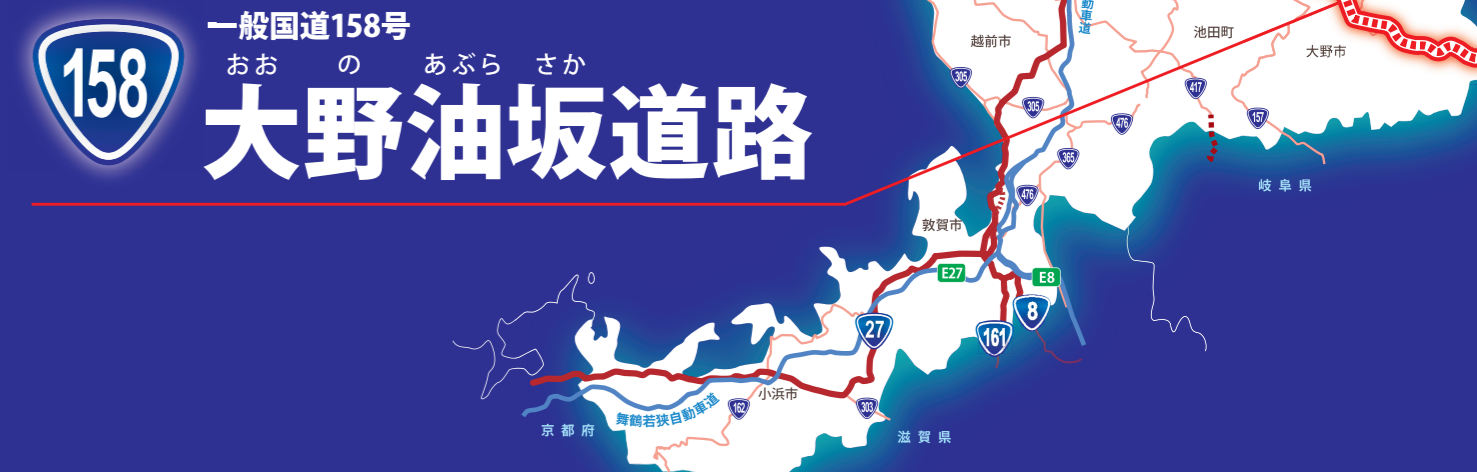 158
一般国道158号
おお の あぶら さか
大野油坂道路
動車道
越前市
池田町
大野市
305
305
417
476
157
365
岐阜県
476
敦賀市
E27
E8
8
27
161
小浜市
162
303
舞鶴若狭自動車道
京都府
滋賀県